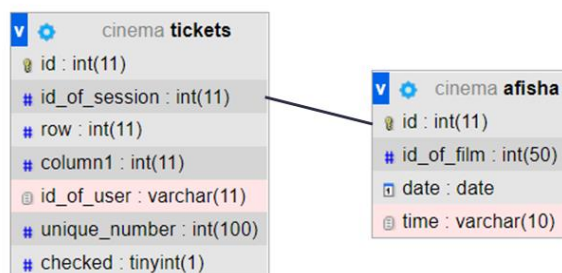 v cinema tickets
id : int(11)
# id_of_session : int(11)
# row : int(11)
# column1 : int(11)
id_of_user : varchar(11)
# unique_number : int(100)
# checked : tinyint(1)
v cinema afisha
id : int(11)
# id_of_film : int(50)
date : date
time : varchar(10)